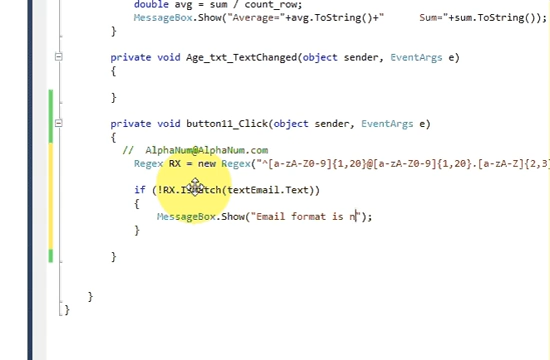 double avg = sum / count_row;
MessageBox.Show("Average="+avg.ToString()+" Sum="+sum.ToString());
}
private void Age_txt_TextChanged(object sender, EventArgs e)
{
}
private void button11_Click(object sender, EventArgs e)
{
// AlphaNum@AlphaNum.com
Regex RX = new Regex("^[a-zA-Z0-9]{1,20}@[a-zA-Z0-9]{1,20}.[a-zA-Z]{2,3}
if (!RX.IsMatch(textEmail.Text))
{
MessageBox.Show("Email format is n");
}
}
}
}